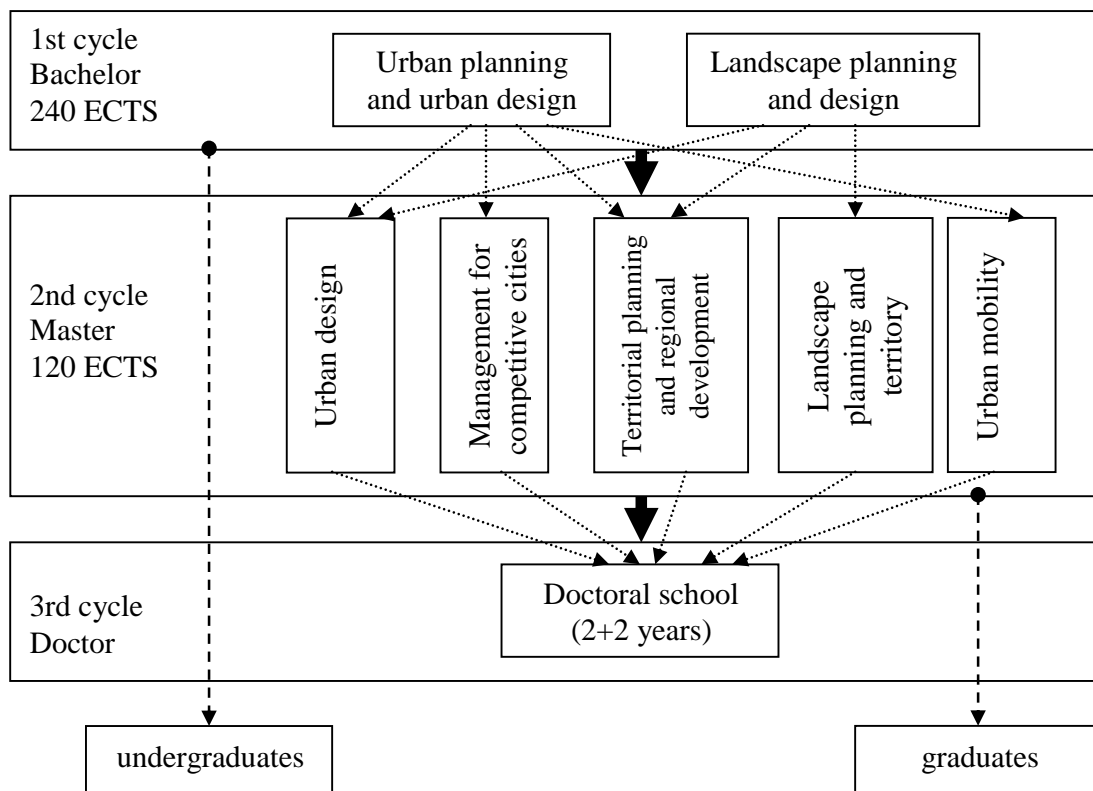 1st cycle
Bachelor
240 ECTS
Urban planning
and urban design
Landscape planning
and design
2nd cycle
Master
120 ECTS
Urban design
Management for
competitive cities
Territorial planning
and regional
development
Landscape
planning and
territory
Urban mobility
3rd cycle
Doctor
Doctoral school
(2+2 years)
undergraduates
graduates